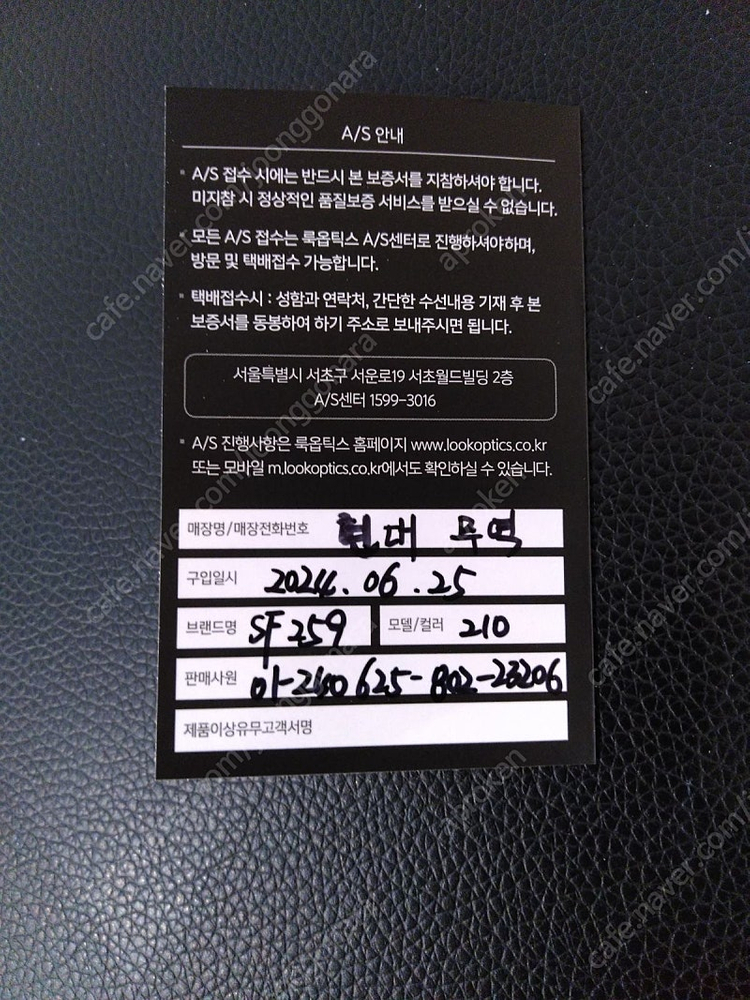 A/S 안내
A/S 접수 시에는 반드시 본 보증서를 지참하셔야 합니다.
미지참 시 정상적인 품질보증 서비스를 받으실 수 없습니다.
모든 A/S 접수는 룩옵틱스 A/S센터로 진행하셔야하며,
방문 및 택배접수 가능합니다.
택배접수시 : 성함과 연락처, 간단한 수선내용 기재 후 본
보증서를 동봉하여 하기 주소로 보내주시면 됩니다.
서울특별시 서초구 서운로19 서초월드빌딩 2층
A/S센터 1599-3016
A/S 진행사항은 룩옵틱스 홈페이지 www.lookoptics.co.kr
또는 모바일 m.lookoptics.co.kr에서도 확인하실 수 있습니다.
매장명/매장전화번호 현대 무역
구입일시 2024.06.25
브랜드명 SF259 모델/컬러 210
판매사원
제품이상유무고객서명
cafe.naver.com/joonggonara
aproken